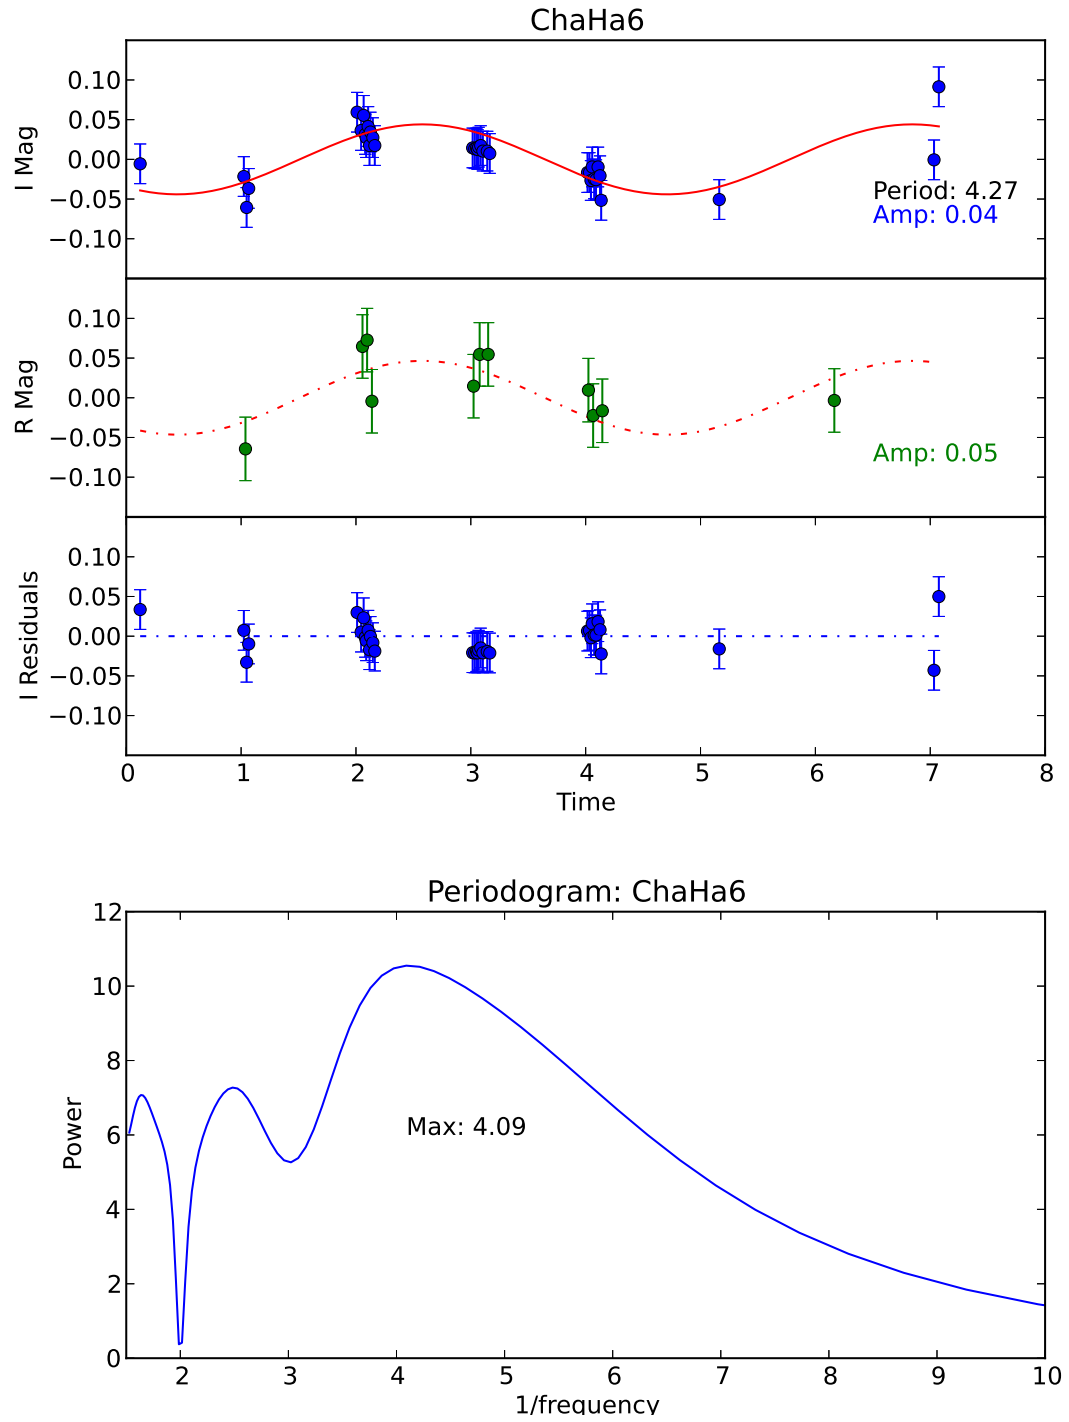 ChaHa6
I Mag
0.10
0.05
0.00
−0.05
−0.10
Period: 4.27
Amp: 0.04
R Mag
0.10
0.05
0.00
−0.05
−0.10
Amp: 0.05
I Residuals
0.10
0.05
0.00
−0.05
−0.10
0 1 2 3 4 5 6 7 8
Time
Periodogram: ChaHa6
Power
12
10
8
6
4
2
0
Max: 4.09
2 3 4 5 6 7 8 9 10
1/frequency